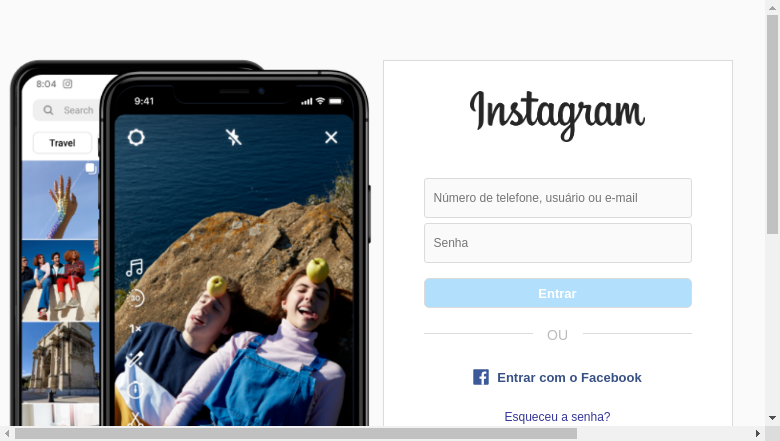 8:04
Search
Travel
9:41
30
1×
Instagram
Número de telefone, usuário ou e-mail
Senha
Entrar
OU
Entrar com o Facebook
Esqueceu a senha?